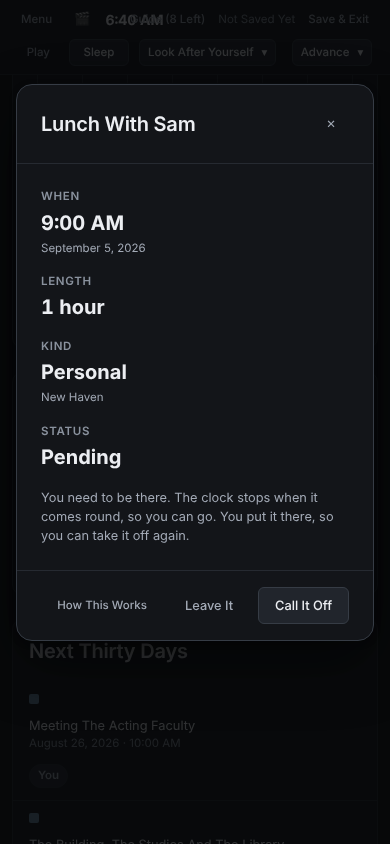 Menu
6:40 AM
(8 Left)
Not Saved Yet
Save & Exit
Play
Sleep
Look After Yourself
Advance
Lunch With Sam
×
WHEN
9:00 AM
September 5, 2026
LENGTH
1 hour
KIND
Personal
New Haven
STATUS
Pending
You need to be there. The clock stops when it
comes round, so you can go. You put it there, so
you can take it off again.
How This Works
Leave It
Call It Off
Next Thirty Days
Meeting The Acting Faculty
August 26, 2026 · 10:00 AM
You
The Building, The Studios And The Library